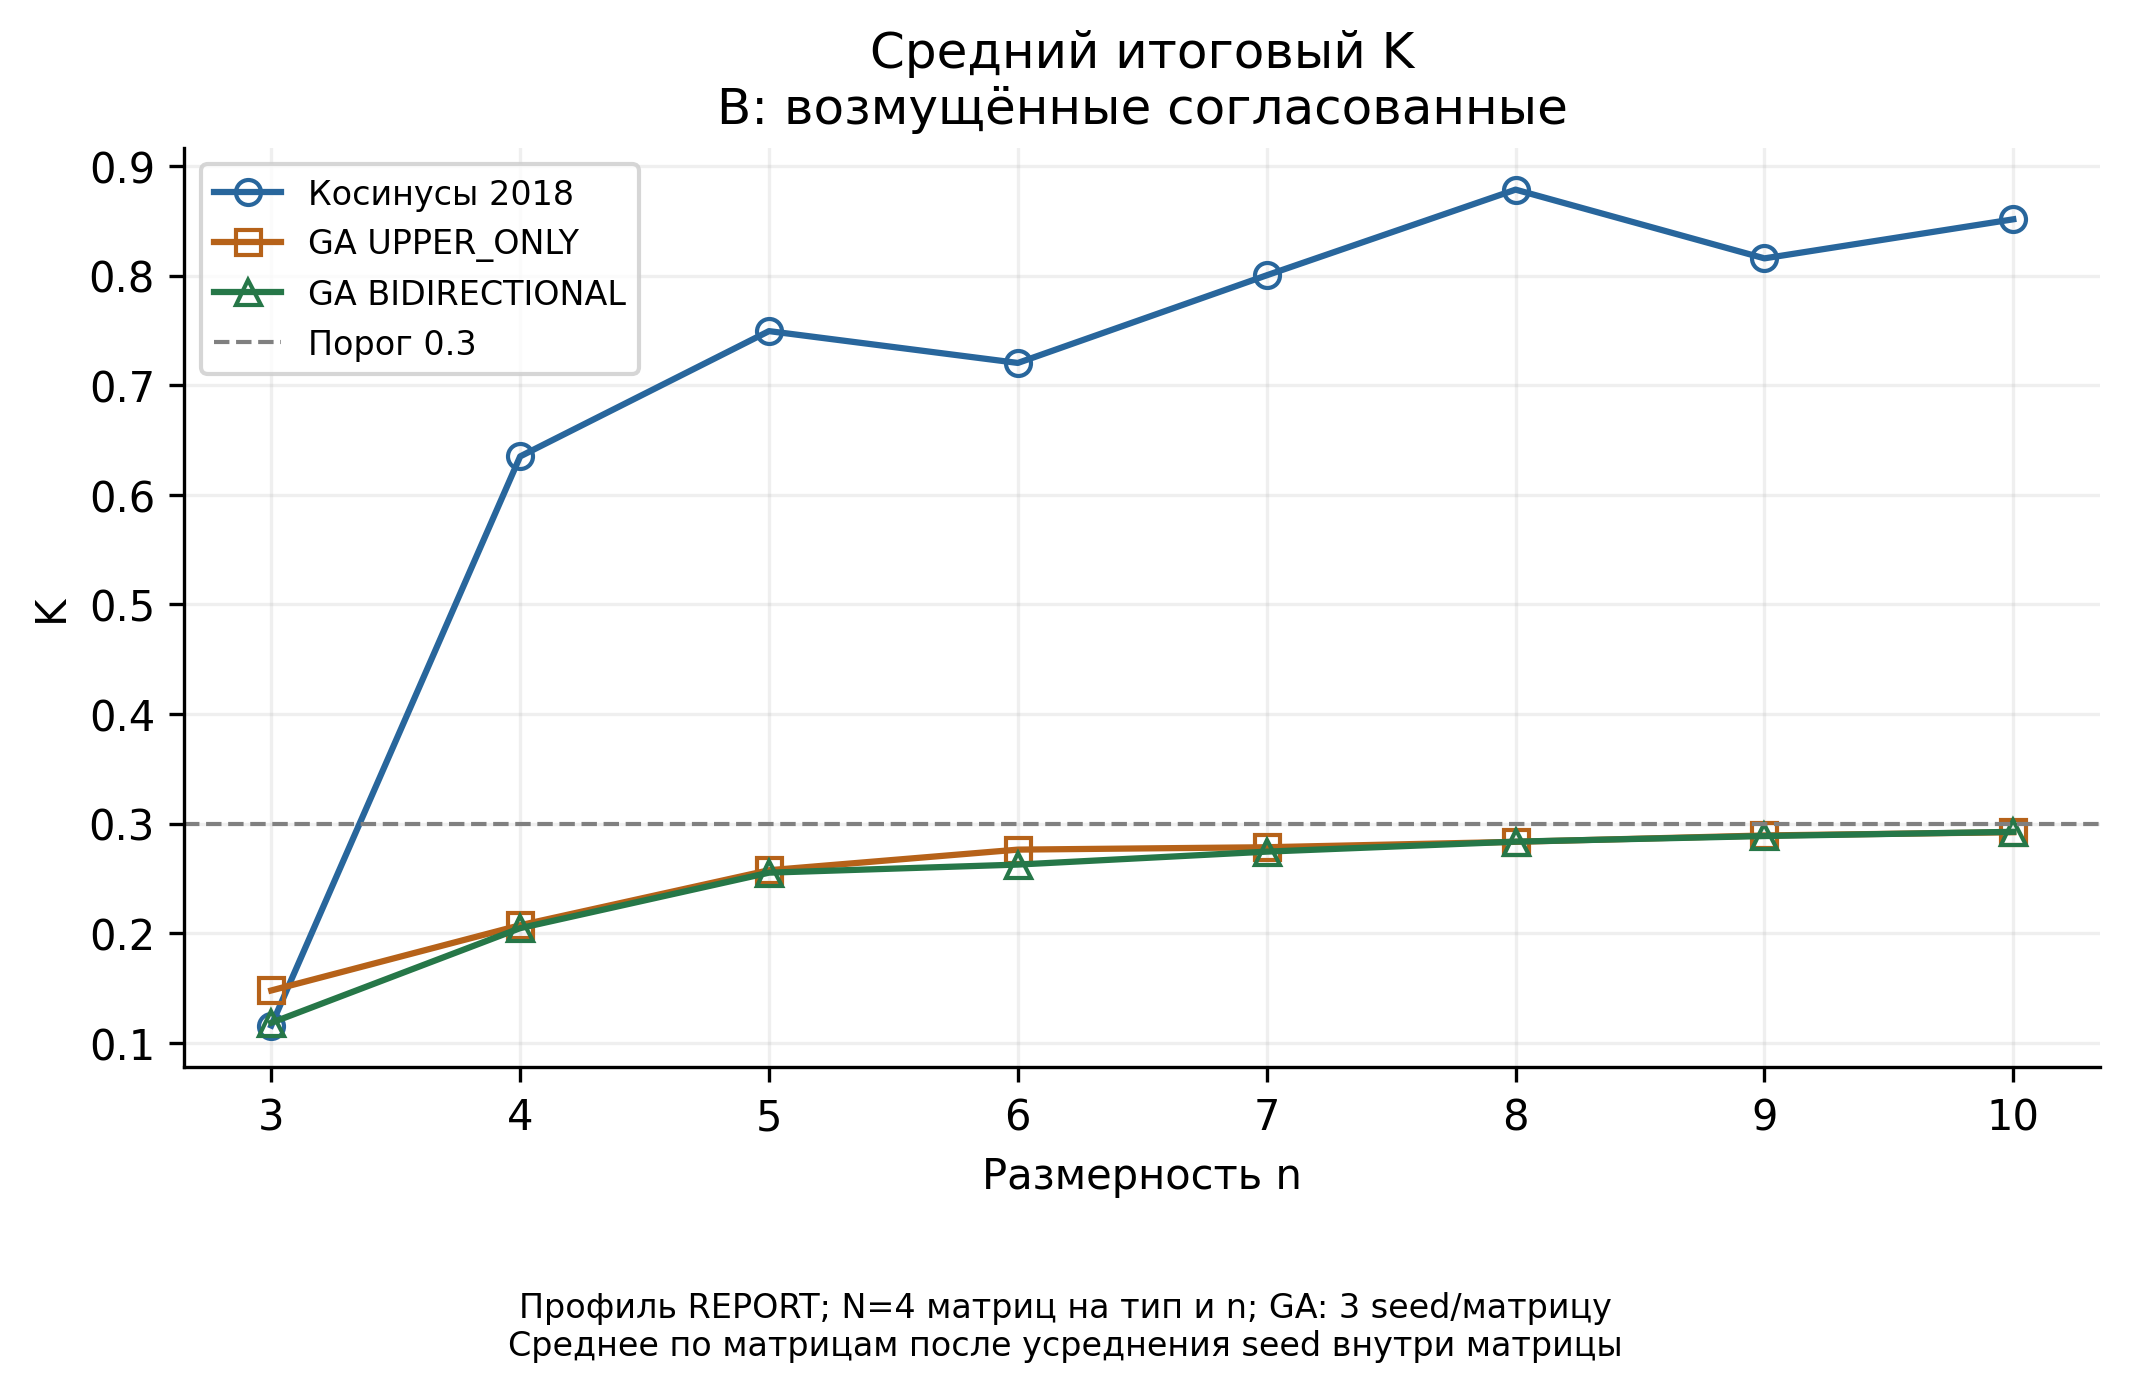 Средний итоговый K
B: возмущённые согласованные
Косинусы 2018
GA UPPER_ONLY
GA BIDIRECTIONAL
Порог 0.3
K
0.9
0.8
0.7
0.6
0.5
0.4
0.3
0.2
0.1
3 4 5 6 7 8 9 10
Размерность n
Профиль REPORT; N=4 матриц на тип и n; GA: 3 seed/матрицу
Среднее по матрицам после усреднения seed внутри матрицы